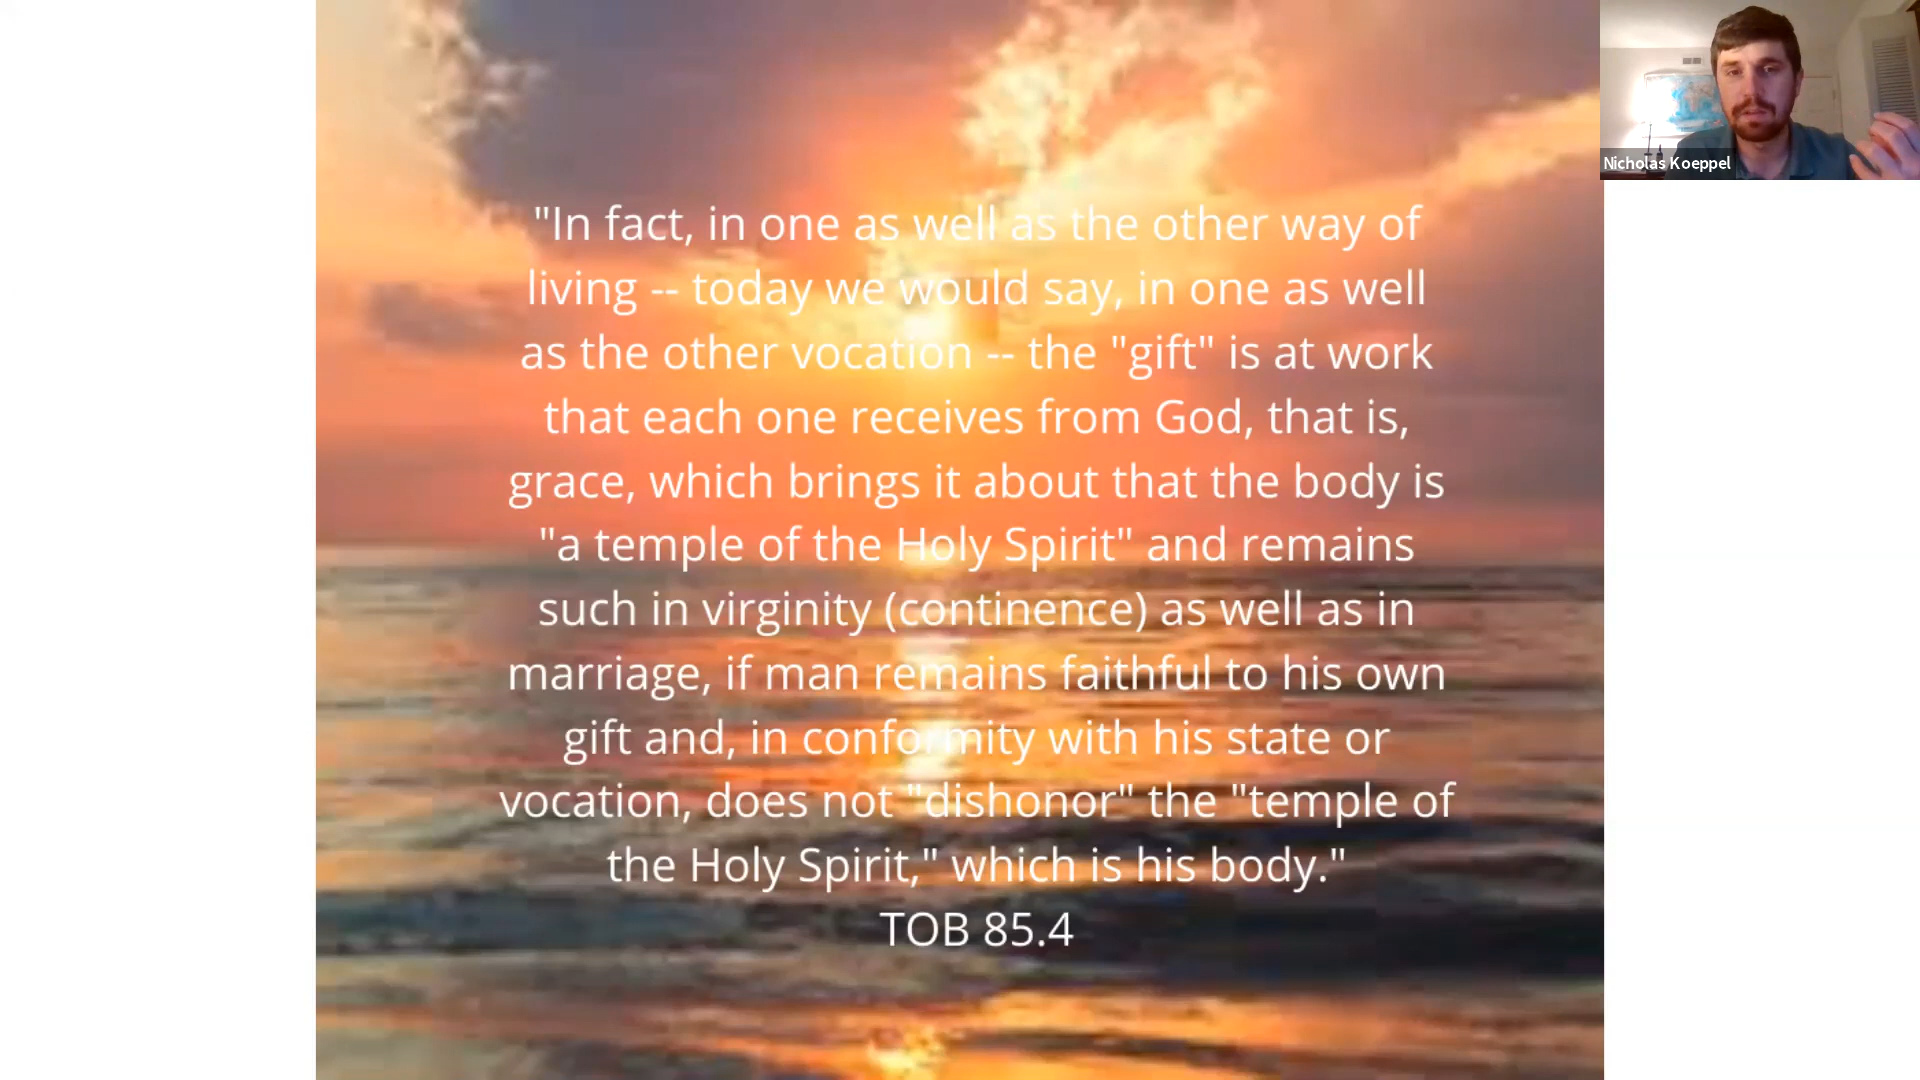 "In fact, in one as well as the other way of
living -- today we would say, in one as well
as the other vocation -- the "gift" is at work
that each one receives from God, that is,
grace, which brings it about that the body is
"a temple of the Holy Spirit" and remains
such in virginity (continence) as well as in
marriage, if man remains faithful to his own
gift and, in conformity with his state or
vocation, does not "dishonor" the "temple of
the Holy Spirit," which is his body."
TOB 85.4
Nicholas Koeppel